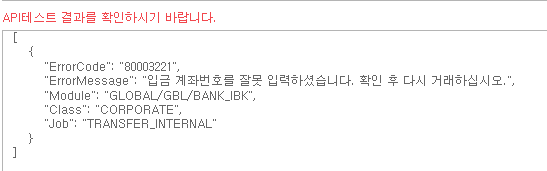 API테스트 결과를 확인하시기 바랍니다.
[
{
"ErrorCode": "80003221",
"ErrorMessage": "입금 계좌번호를 잘못 입력하셨습니다. 확인 후 다시 거래하십시오.",
"Module": "GLOBAL/GBL/BANK_IBK",
"Class": "CORPORATE",
"Job": "TRANSFER_INTERNAL"
}
]